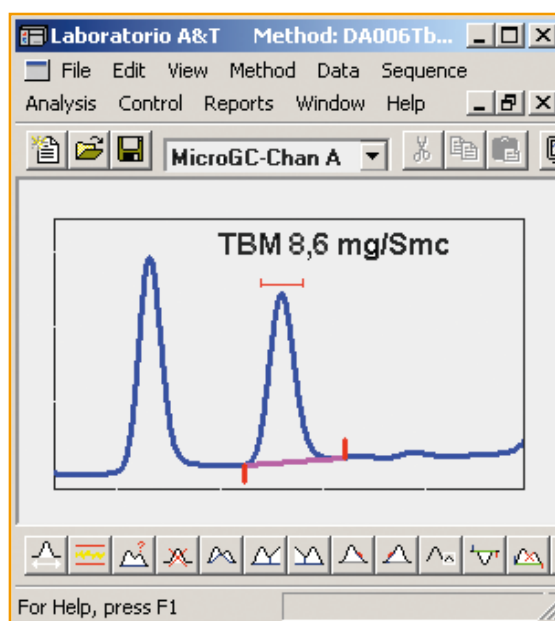 Laboratorio A&T Method: DA006Tb...
File Edit View Method Data Sequence
Analysis Control Reports Window Help
MicroGC-Chan A
TBM 8,6 mg/Smc
For Help, press F1